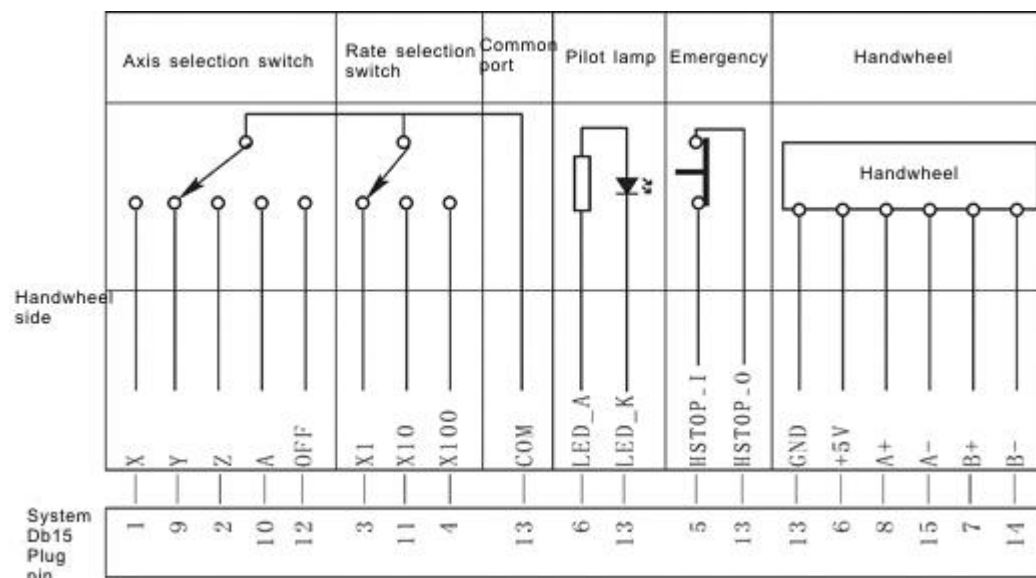 Axis selection switch
Rate selection
switch
Common
port
Pilot lamp
Emergency
Handwheel
Handwheel
Handwheel
side
X
Y
Z
A
OFF
X1
X10
X100
COM
LED_A
LED_K
HSTOP_I
HSTOP_O
GND
+5V
A+
A-
B+
B-
System
Db15
Plug
pin
1
9
2
10
12
3
11
4
13
6
13
5
13
13
6
8
15
7
14